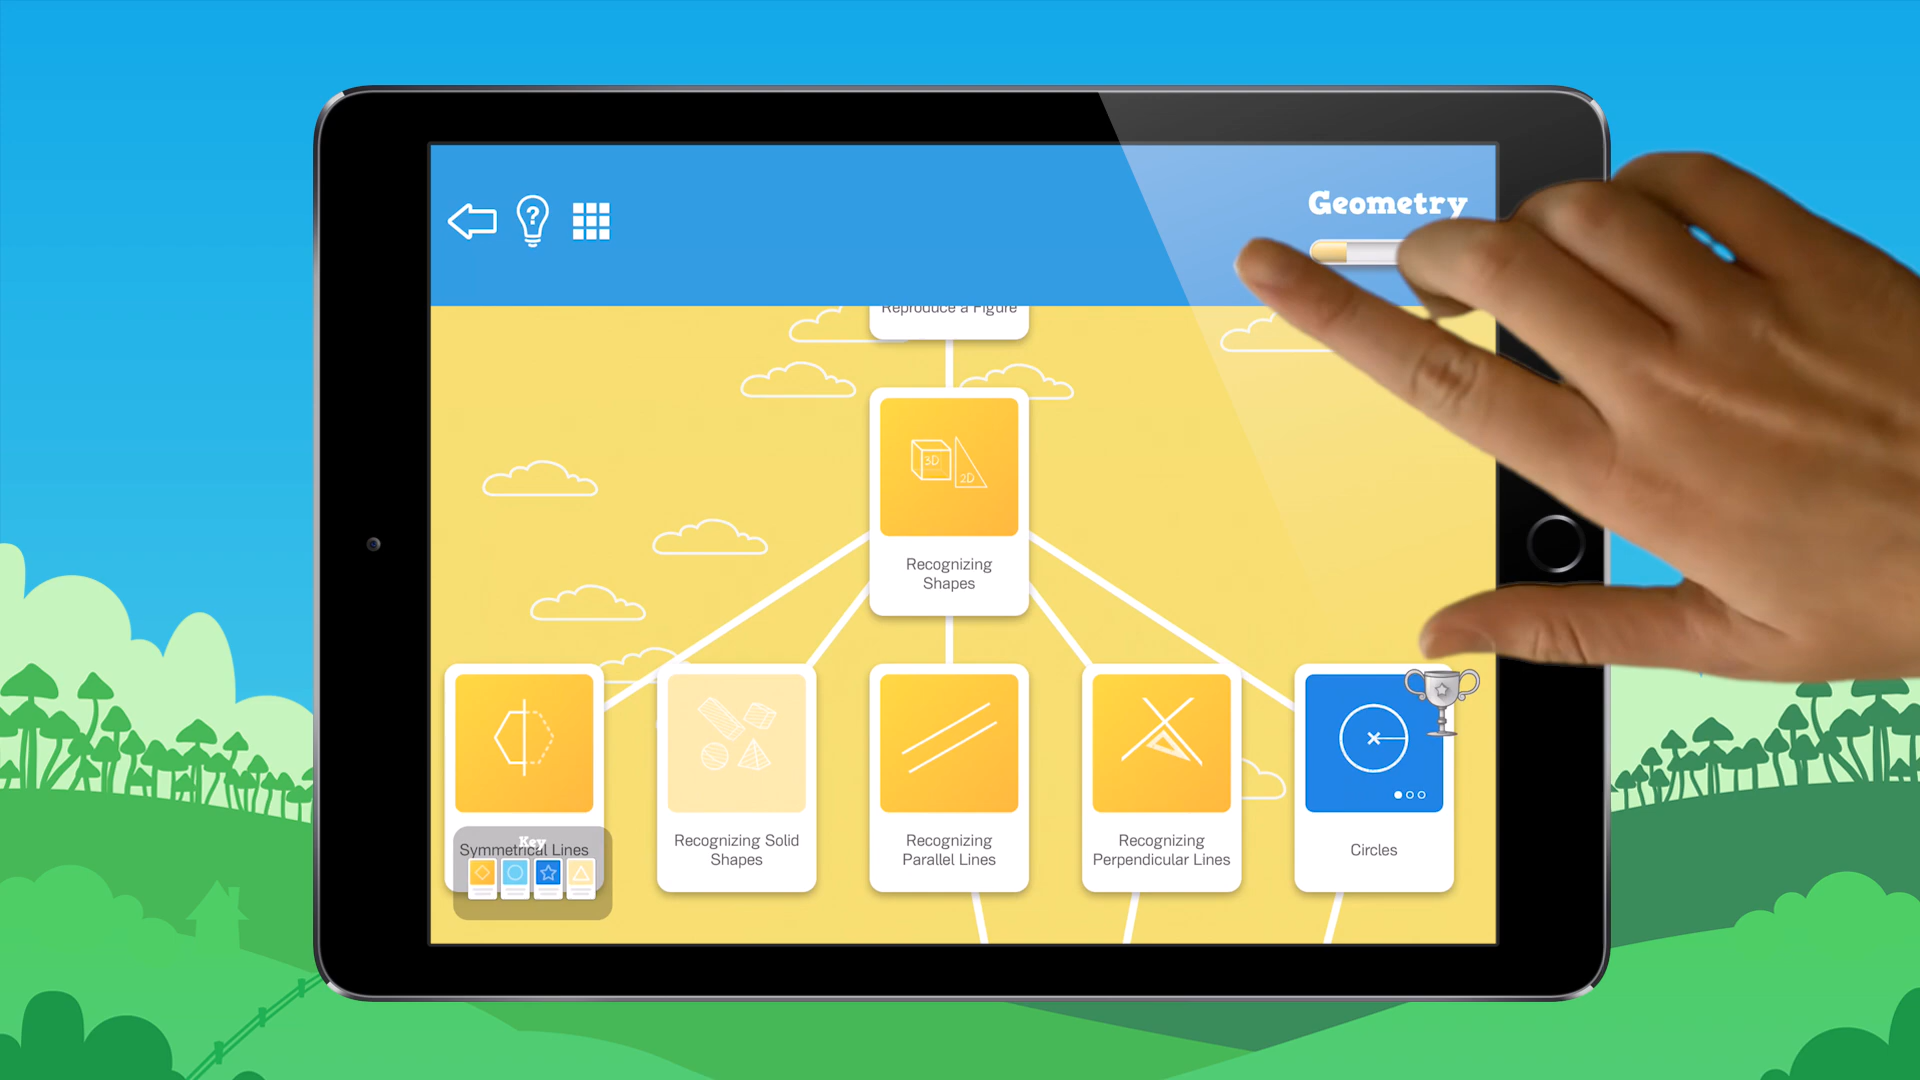 ?
Geometry
Reproduce a Figure
3D
2D
Recognizing
Shapes
Symmetrical Lines
Recognizing Solid
Shapes
Recognizing
Parallel Lines
Recognizing
Perpendicular Lines
Circles
Key